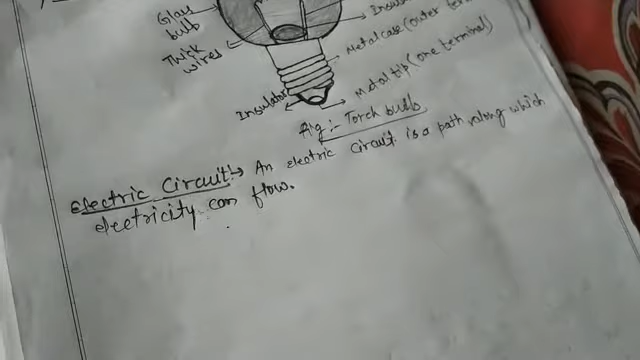 Glass bulb
Thick wires
Metal case (outer
Metal tip (one terminal)
Insulator
Fig:- Torch bulb
Electric Circuit:→ An electric circuit is a path along which
electricity can flow.